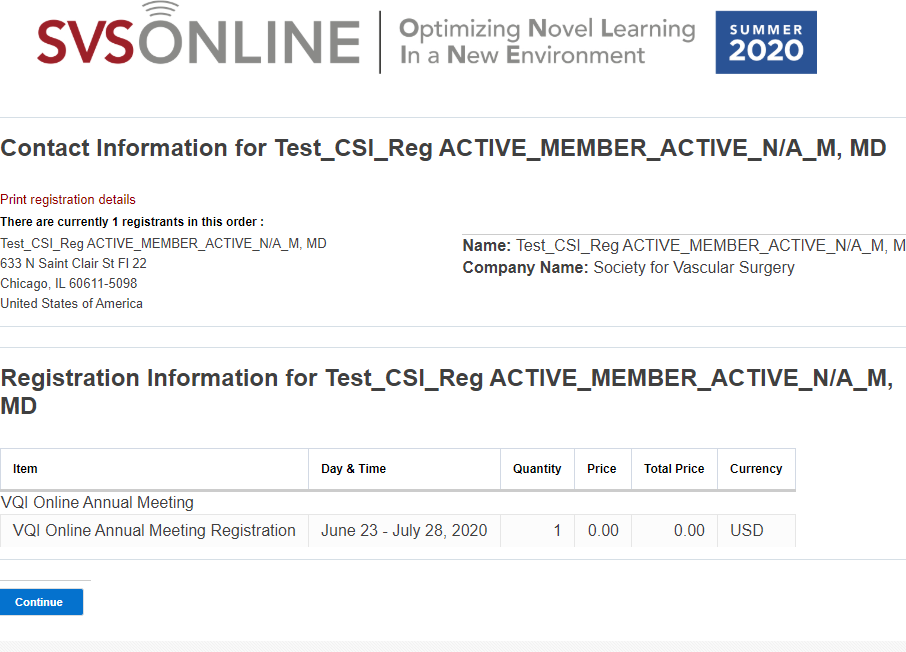 SVSONLINE
Optimizing Novel Learning
In a New Environment
SUMMER
2020
Contact Information for Test_CSI_Reg ACTIVE_MEMBER_ACTIVE_N/A_M, MD
Print registration details
There are currently 1 registrants in this order :
Test_CSI_Reg ACTIVE_MEMBER_ACTIVE_N/A_M, MD
633 N Saint Clair St Fl 22
Chicago, IL 60611-5098
United States of America
Name: Test_CSI_Reg ACTIVE_MEMBER_ACTIVE_N/A_M, M
Company Name: Society for Vascular Surgery
Registration Information for Test_CSI_Reg ACTIVE_MEMBER_ACTIVE_N/A_M,
MD
Item Day & Time Quantity Price Total Price Currency
VQI Online Annual Meeting
VQI Online Annual Meeting Registration June 23 - July 28, 2020 1 0.00 0.00 USD
Continue